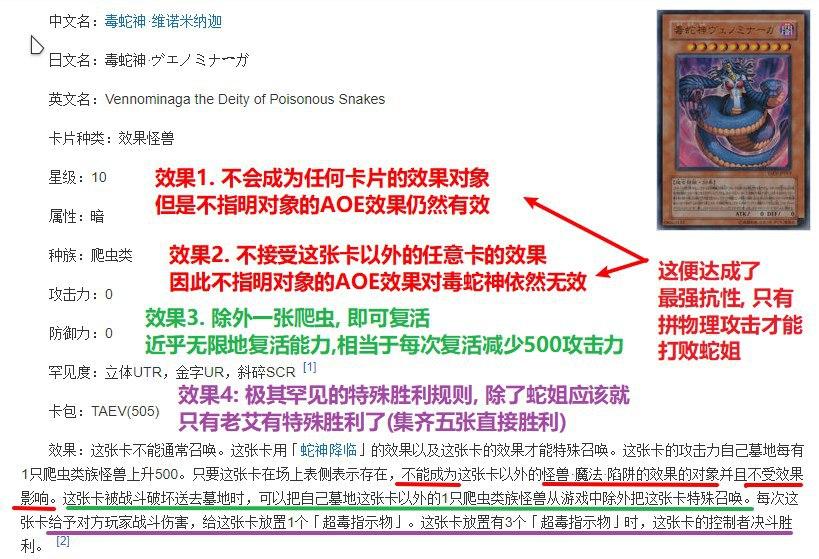 中文名：毒蛇神·维诺米纳迦
日文名：毒蛇神·ヴェノミナーガ
英文名：Vennominaga the Deity of Poisonous Snakes
卡片种类：效果怪兽
星级：10
属性：暗
种族：爬虫类
攻击力：0
防御力：0
罕见度：立体UTR，金字UR，斜碎SCR [1]
卡包：TAEV(505)
效果1. 不会成为任何卡片的效果对象
但是不指明对象的AOE效果仍然有效
效果2. 不接受这张卡以外的任意卡的效果
因此不指明对象的AOE效果对毒蛇神依然无效
效果3. 除外一张爬虫, 即可复活
近乎无限地复活能力,相当于每次复活减少500攻击力
效果4: 极其罕见的特殊胜利规则, 除了蛇姐应该就
只有老艾有特殊胜利了(集齐五张直接胜利)
毒蛇神ヴェノミナーガ
闇
ATK/ 0 DEF/ 0
这便达成了
最强抗性, 只有
拼物理攻击才能
打败蛇姐
效果：这张卡不能通常召唤。这张卡用「蛇神降临」的效果以及这张卡的效果才能特殊召唤。这张卡的攻击力自己墓地每有
1只爬虫类族怪兽上升500。只要这张卡在场上表侧表示存在，不能成为这张卡以外的怪兽·魔法·陷阱的效果的对象并且不受效果
影响。这张卡被战斗破坏送去墓地时，可以把自己墓地这张卡以外的1只爬虫类族怪兽从游戏中除外把这张卡特殊召唤。每次这
张卡给予对方玩家战斗伤害，给这张卡放置1个「超毒指示物」。这张卡放置有3个「超毒指示物」时，这张卡的控制者决斗胜
利。 [2]